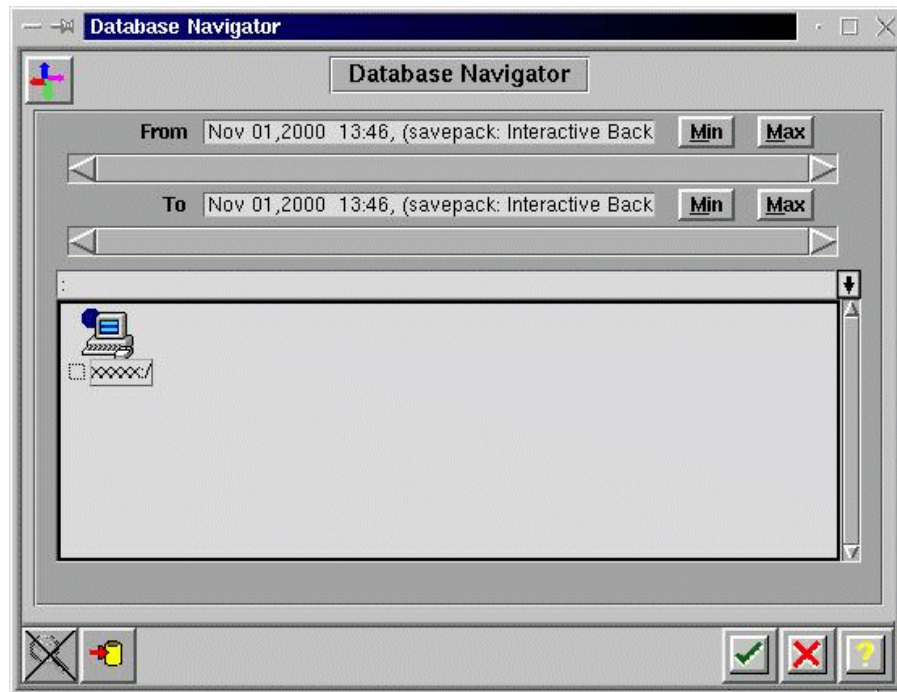 Database Navigator
Database Navigator
From Nov 01,2000 13:46, (savepack: Interactive Back Min Max
To Nov 01,2000 13:46, (savepack: Interactive Back Min Max
:
xxxxx:/
?